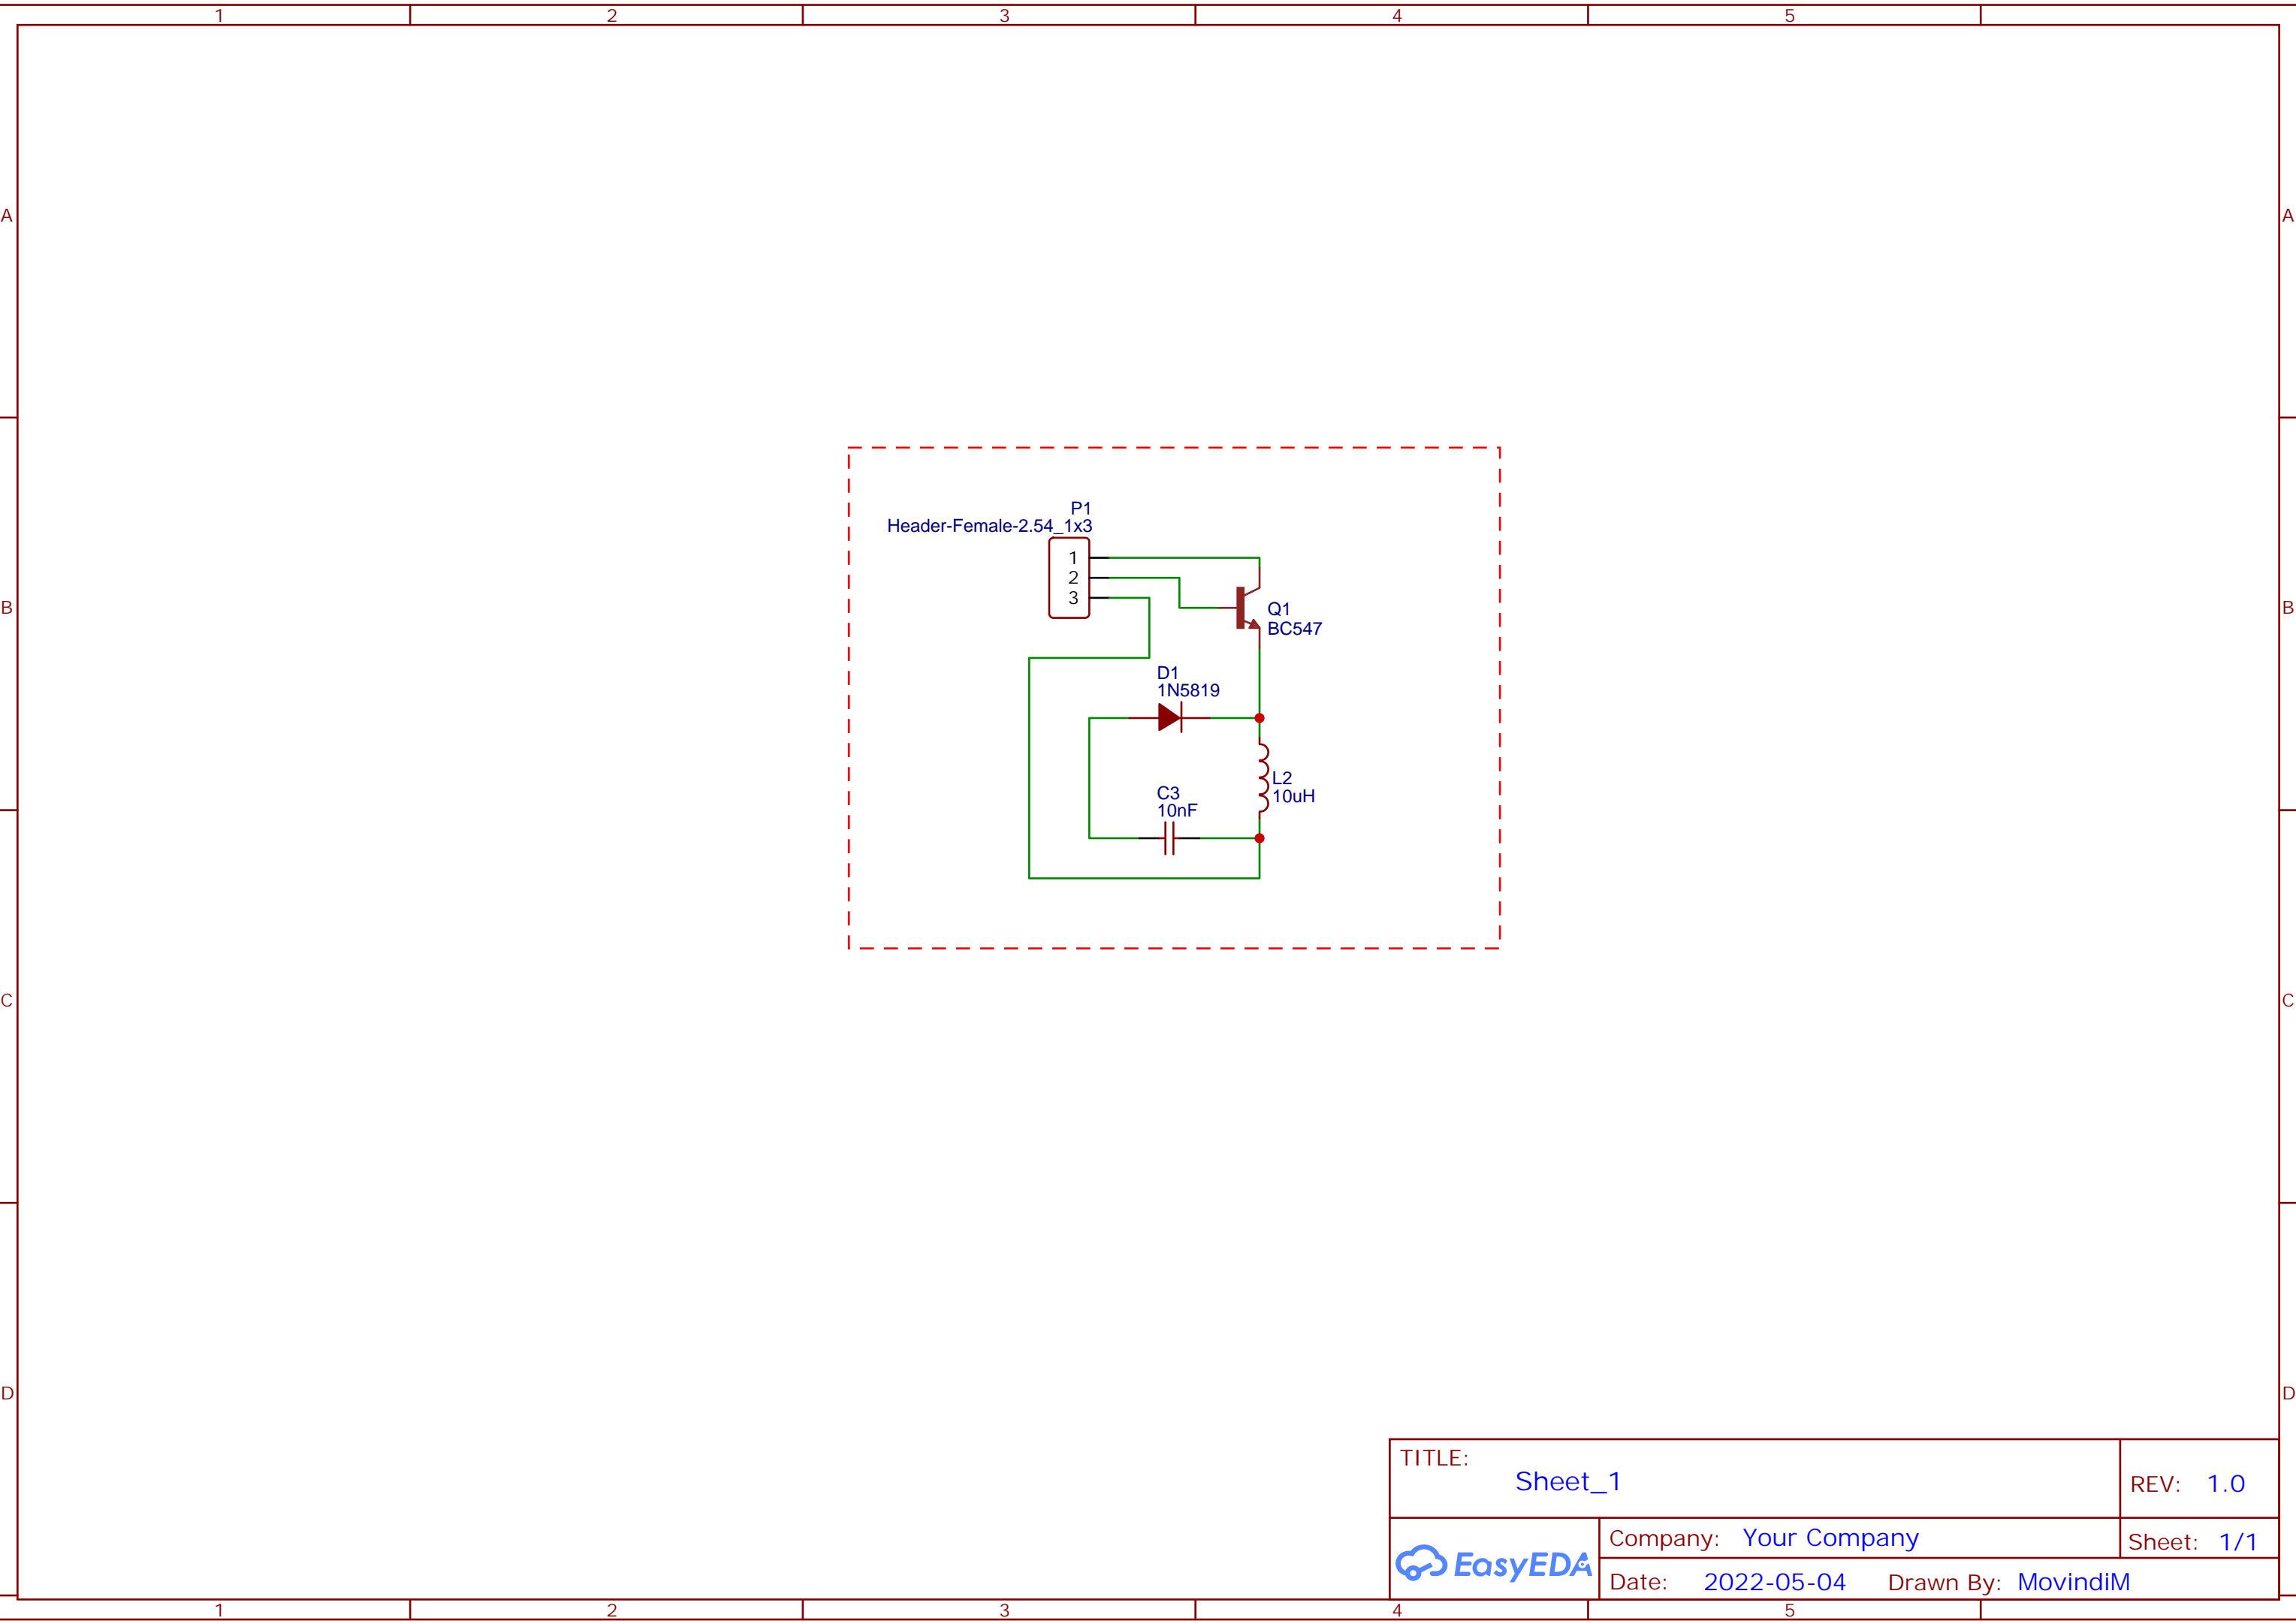 1 2 3 4 5
A A
P1
Header-Female-2.54_1x3
1
2
3
B B
Q1
BC547
D1
1N5819
L2
10uH
C3
10nF
C C
D D
TITLE:
Sheet_1
REV: 1.0
EasyEDA
Company: Your Company
Sheet: 1/1
Date: 2022-05-04 Drawn By: MovindiM
1 2 3 4 5